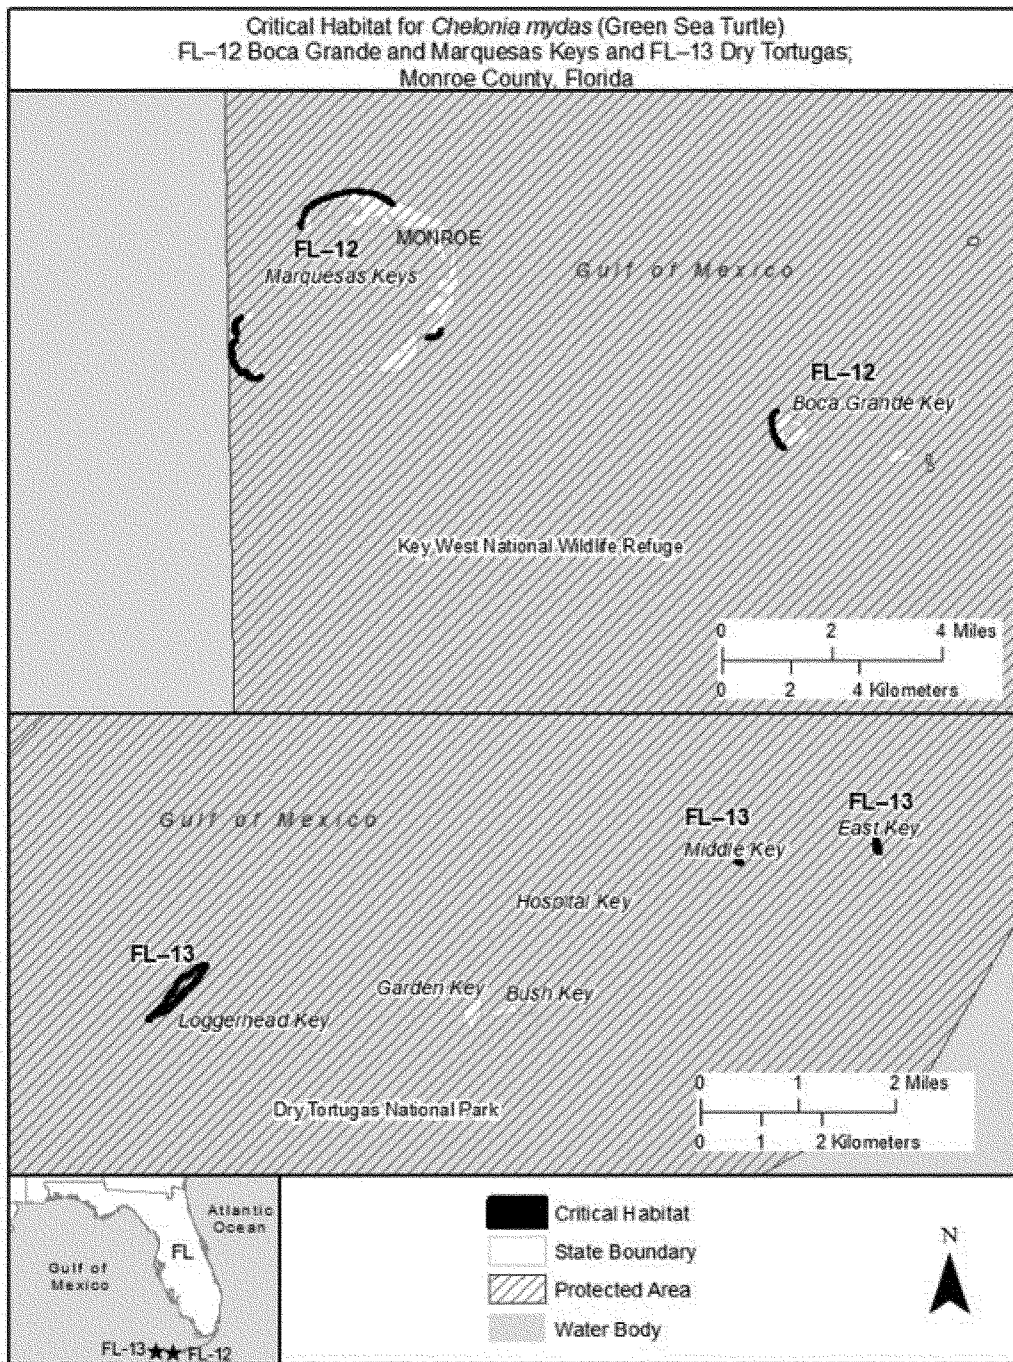 Critical Habitat for Chelonia mydas (Green Sea Turtle)
FL–12 Boca Grande and Marquesas Keys and FL–13 Dry Tortugas;
Monroe County, Florida
MONROE
FL–12
Marquesas Keys
Gulf of Mexico
FL–12
Boca Grande Key
Key West National Wildlife Refuge
0 2 4 Miles
0 2 4 Kilometers
Gulf of Mexico
FL–13
Middle Key
FL–13
East Key
Hospital Key
FL–13
Loggerhead Key
Garden Key
Bush Key
Dry Tortugas National Park
0 1 2 Miles
0 1 2 Kilometers
Atlantic
Ocean
FL
Gulf of
Mexico
FL-13
FL-12
Critical Habitat
State Boundary
Protected Area
Water Body
N